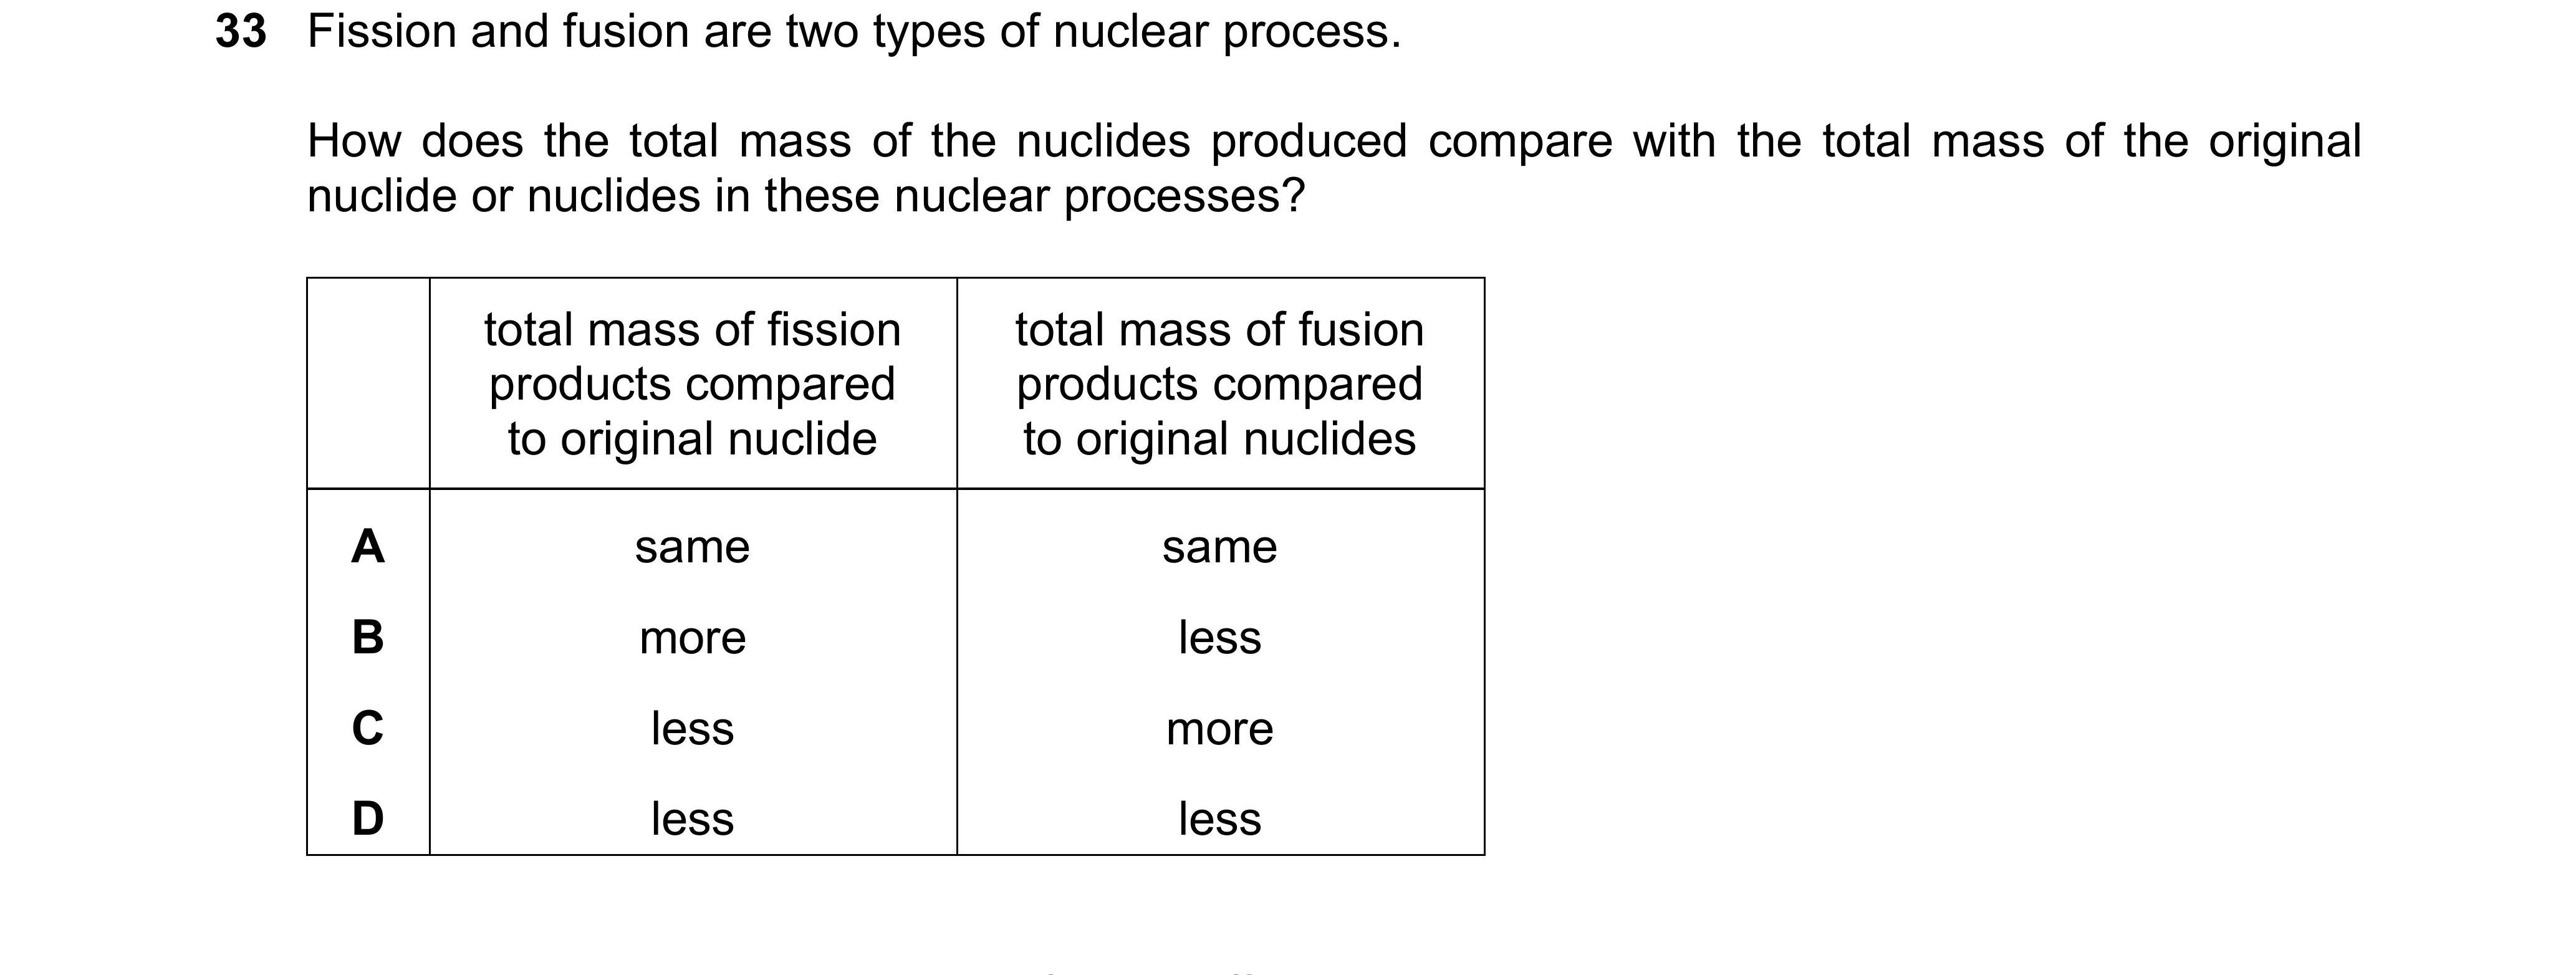 33 Fission and fusion are two types of nuclear process.
How does the total mass of the nuclides produced compare with the total mass of the original
nuclide or nuclides in these nuclear processes?
total mass of fission
products compared
to original nuclide
total mass of fusion
products compared
to original nuclides
A same same
B more less
C less more
D less less